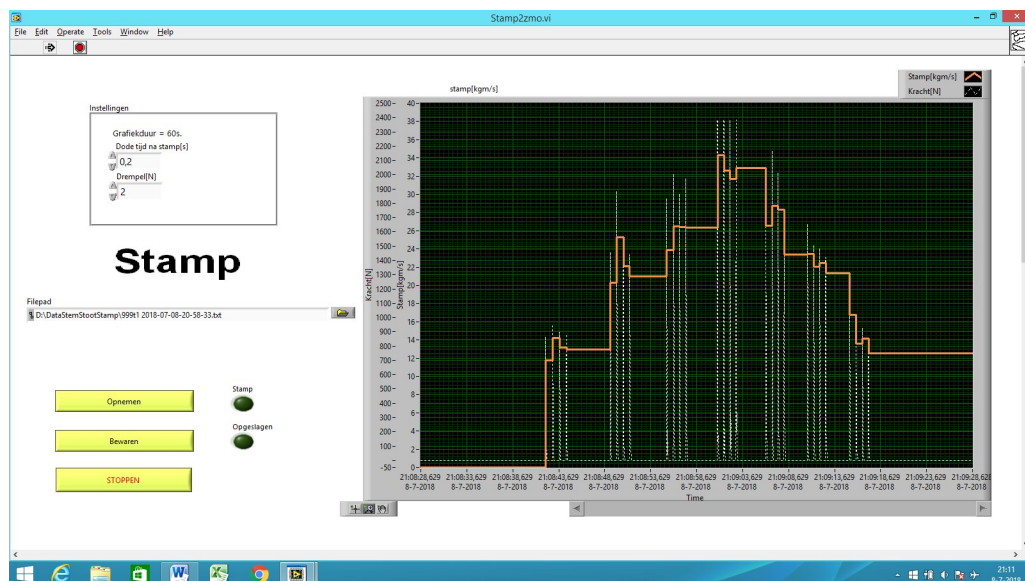 Stamp2zmo.vi
File Edit Operate Tools Window Help
Instellingen
Grafiekduur = 60s.
Dode tijd na stamp[s]
0,2
Drempel[N]
2
Stamp
Filepad
D:\DataStemStootStamp\999t1 2018-07-08-20-58-33.txt
Opnemen
Bewaren
STOPPEN
Stamp
Opgeslagen
stamp[kgm/s]
Stamp[kgm/s]
Kracht[N]
Kracht[N]
2500-
2400-
2300-
2200-
2100-
2000-
1900-
1800-
1700-
1600-
1500-
1400-
1300-
1200-
1100-
1000-
900-
800-
700-
600-
500-
400-
300-
200-
100-
-50-
Stamp[kgm/s]
40-
38-
36-
34-
32-
30-
28-
26-
24-
22-
20-
18-
16-
14-
12-
10-
8-
6-
4-
2-
0-
21:08:28,629 21:08:33,629 21:08:38,629 21:08:43,629 21:08:48,629 21:08:53,629 21:08:58,629 21:09:03,629 21:09:08,629 21:09:13,629 21:09:18,629 21:09:23,629 21:09:28,628
8-7-2018 8-7-2018 8-7-2018 8-7-2018 8-7-2018 8-7-2018 8-7-2018 8-7-2018 8-7-2018 8-7-2018 8-7-2018 8-7-2018 8-7-2018
Time
21:11